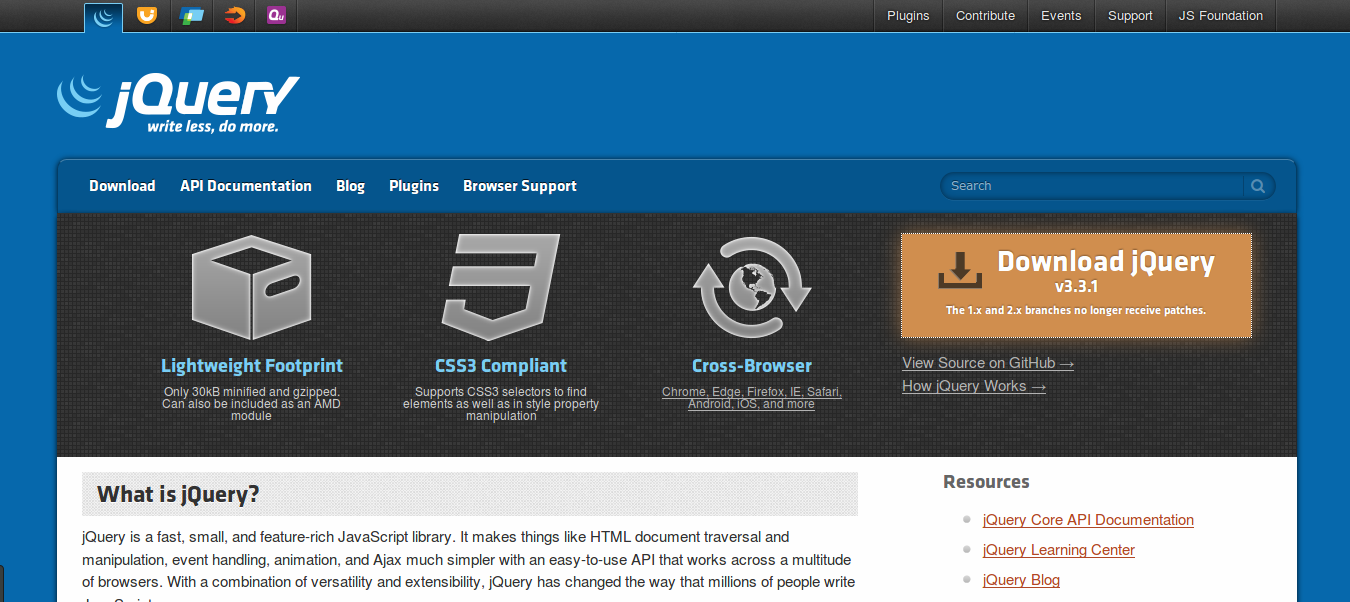 Qu
Plugins
Contribute
Events
Support
JS Foundation
jQuery
write less, do more.
Download
API Documentation
Blog
Plugins
Browser Support
Search
Lightweight Footprint
Only 30kB minified and gzipped.
Can also be included as an AMD
module
CSS3 Compliant
Supports CSS3 selectors to find
elements as well as in style property
manipulation
Cross-Browser
Chrome, Edge, Firefox, IE, Safari,
Android, iOS, and more
Download jQuery
v3.3.1
The 1.x and 2.x branches no longer receive patches.
View Source on GitHub →
How jQuery Works →
What is jQuery?
jQuery is a fast, small, and feature-rich JavaScript library. It makes things like HTML document traversal and
manipulation, event handling, animation, and Ajax much simpler with an easy-to-use API that works across a multitude
of browsers. With a combination of versatility and extensibility, jQuery has changed the way that millions of people write
Resources
jQuery Core API Documentation
jQuery Learning Center
jQuery Blog